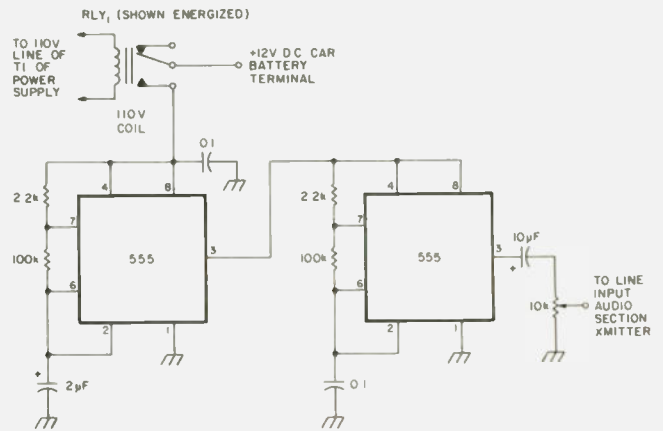 RLY1 (SHOWN ENERGIZED)
TO 110V
LINE OF
T1 OF
POWER
SUPPLY
+12V DC CAR
BATTERY
TERMINAL
110V
COIL
01
4
8
2.2k
7
100k
6
555
3
2
1
+
2µF
4
8
2.2k
7
100k
6
555
3
10µF
+
2
1
10k
TO LINE
INPUT
AUDIO
SECTION
XMITTER
01